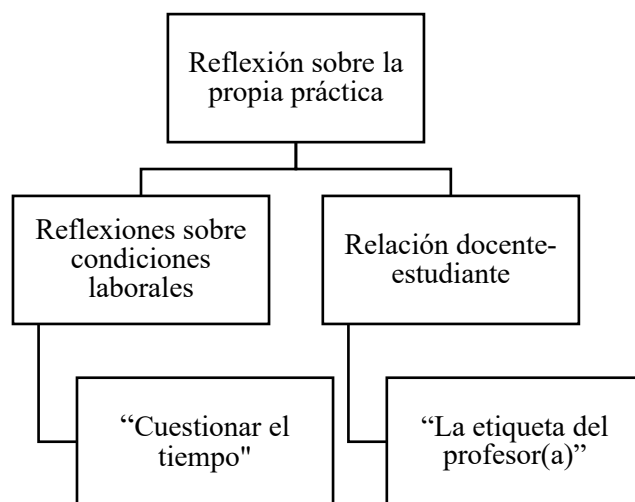 Reflexión sobre la
propia práctica
Reflexiones sobre
condiciones
laborales
Relación docente-
estudiante
“Cuestionar el
tiempo"
“La etiqueta del
profesor(a)”